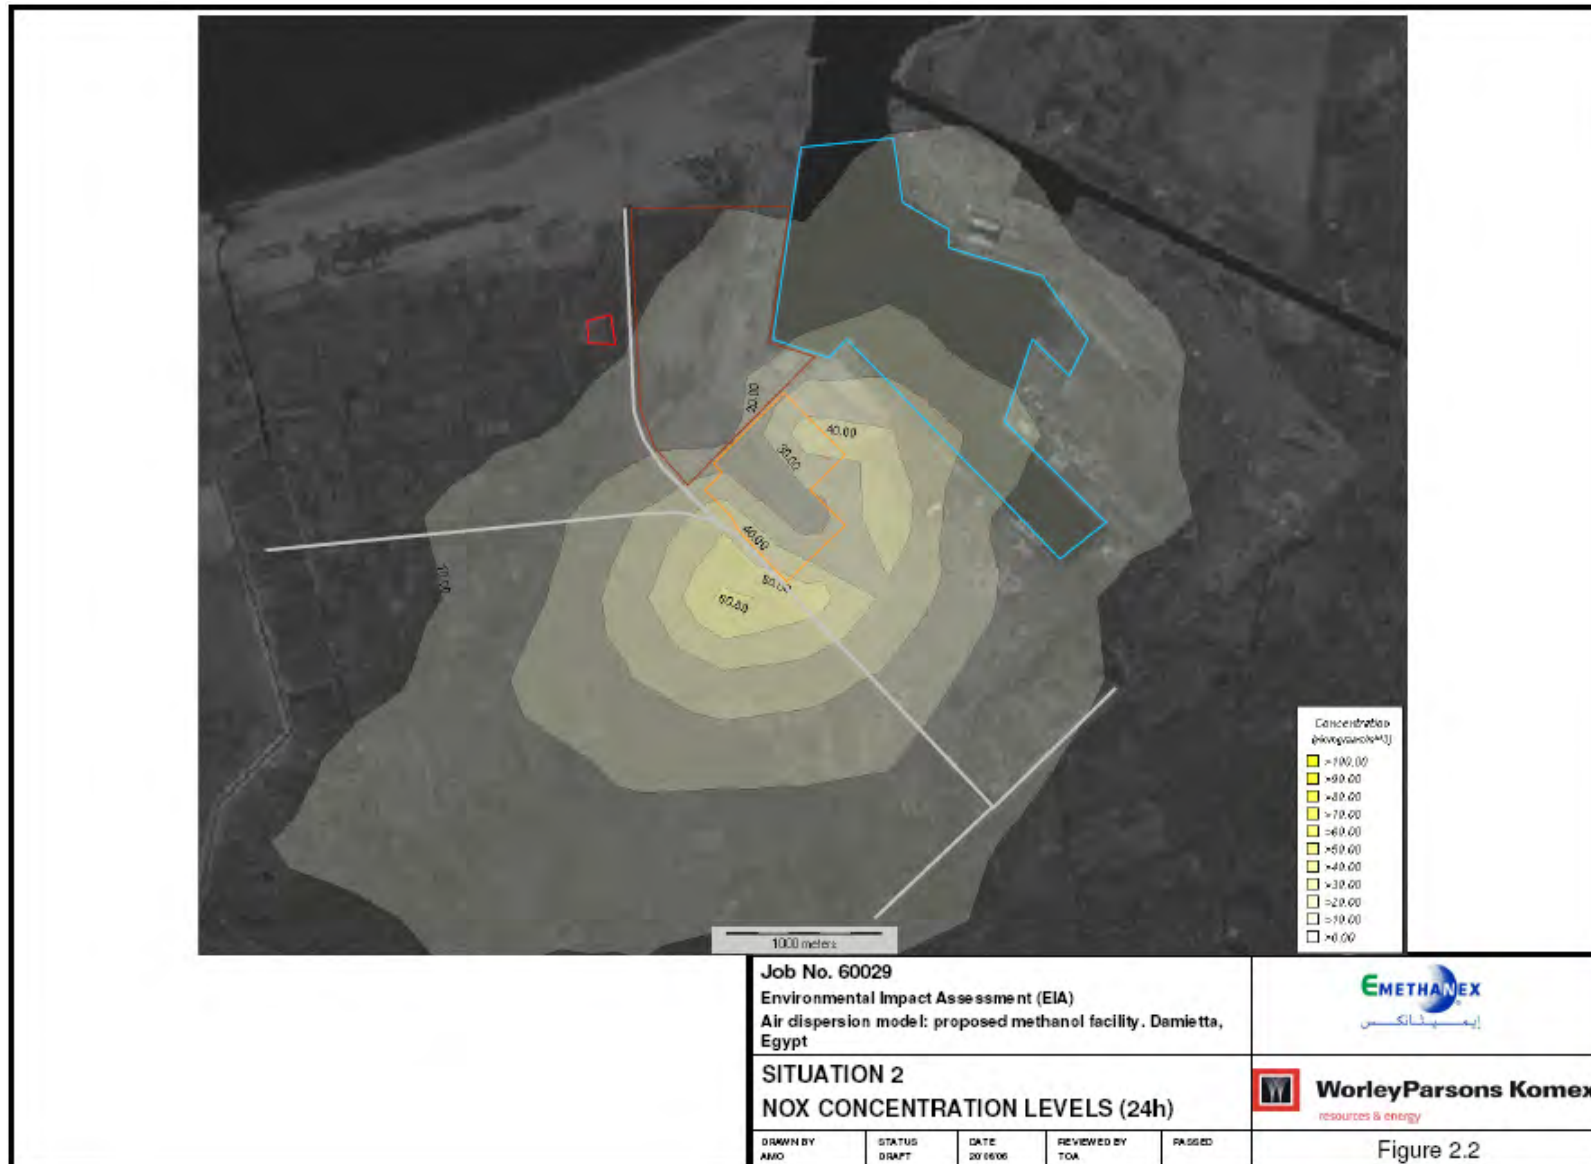 20.00
40.00
30.00
40.00
50.00
60.00
10.00
Concentration
>100.00
>90.00
>80.00
>70.00
>60.00
>50.00
>40.00
>30.00
>20.00
>10.00
>0.00
1000 meters
Job No. 60029
Environmental Impact Assessment (EIA)
Air dispersion model: proposed methanol facility. Damietta,
Egypt
EMETHANEX
إيميثانكس
SITUATION 2
NOX CONCENTRATION LEVELS (24h)
WorleyParsons Komex
resources & energy
DRAWN BY STATUS DATE REVIEWED BY PASSED
AMO DRAFT TOA
Figure 2.2